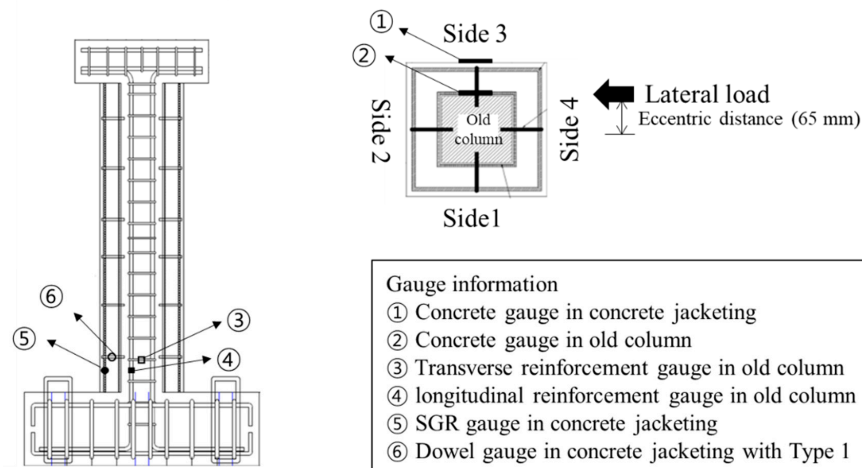 ①
Side 3
②
Side 2
Old
column
Side 4
Lateral load
Eccentric distance (65 mm)
Side1
⑥
③
⑤
④
Gauge information
① Concrete gauge in concrete jacketing
② Concrete gauge in old column
③ Transverse reinforcement gauge in old column
④ longitudinal reinforcement gauge in old column
⑤ SGR gauge in concrete jacketing
⑥ Dowel gauge in concrete jacketing with Type 1